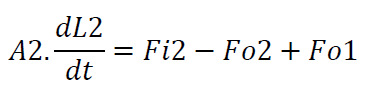 A2. dL2/dt = Fi2 − Fo2 + Fo1